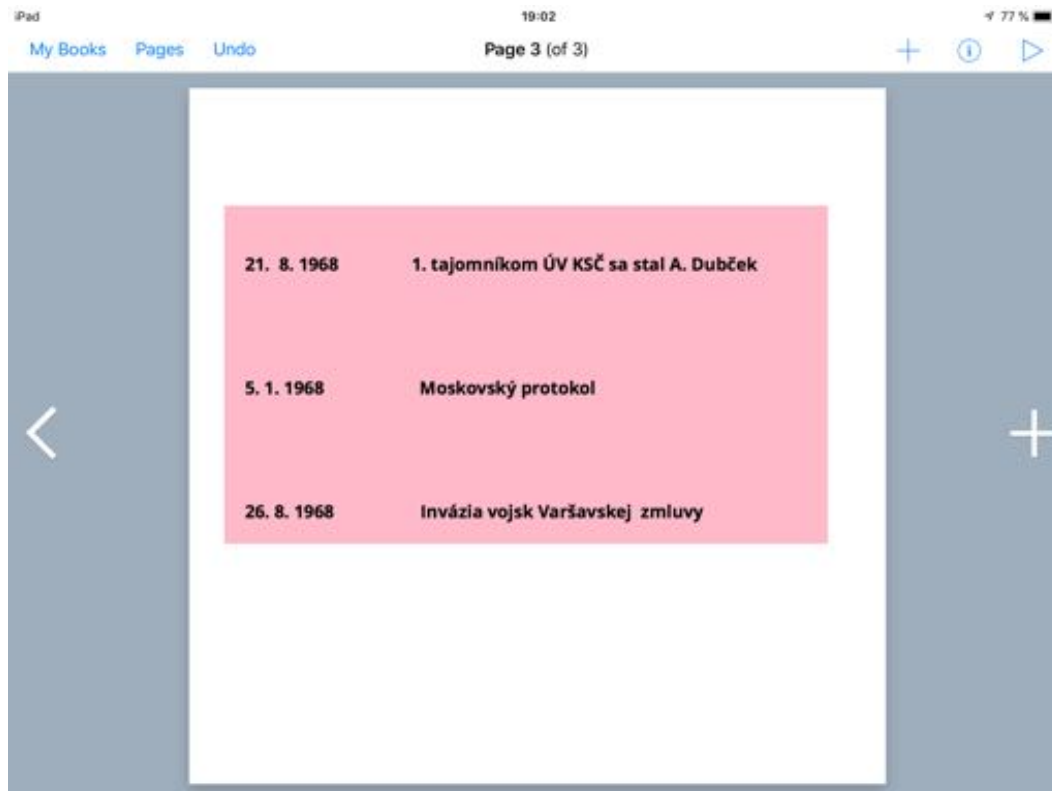 iPad 19:02 77 %
My Books Pages Undo Page 3 (of 3)
21. 8. 1968 1. tajomníkom ÚV KSČ sa stal A. Dubček
5. 1. 1968 Moskovský protokol
26. 8. 1968 Invázia vojsk Varšavskej zmluvy